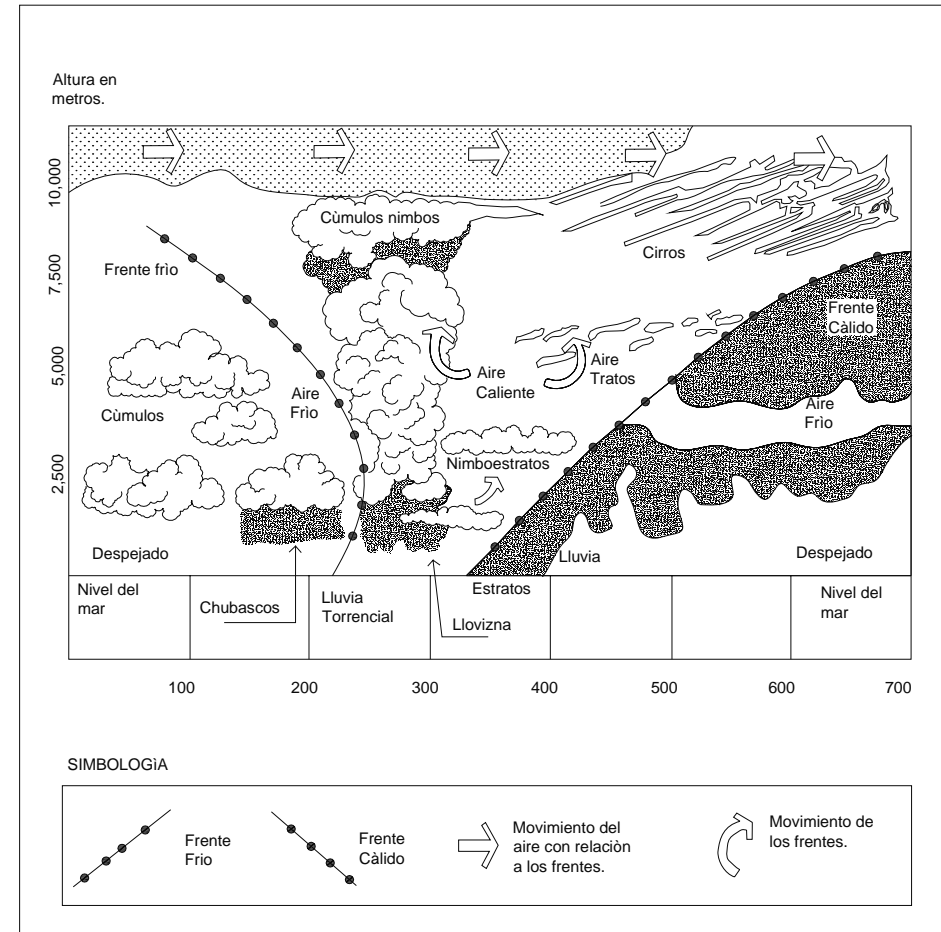 Altura en
metros.
10,000
7,500
5,000
2,500
Cùmulos nimbos
Cirros
Frente frìo
Frente
Càlido
Aire
Caliente
Aire
Tratos
Aire
Frìo
Cùmulos
Aire
Frìo
Nimboestratos
Despejado
Lluvia
Despejado
Nivel del
mar
Chubascos
Lluvia
Torrencial
Llovizna
Estratos
Nivel del
mar
100
200
300
400
500
600
700
SIMBOLOGìA
Frente
Frio
Frente
Càlido
Movimiento del
aire con relaciòn
a los frentes.
Movimiento de
los frentes.